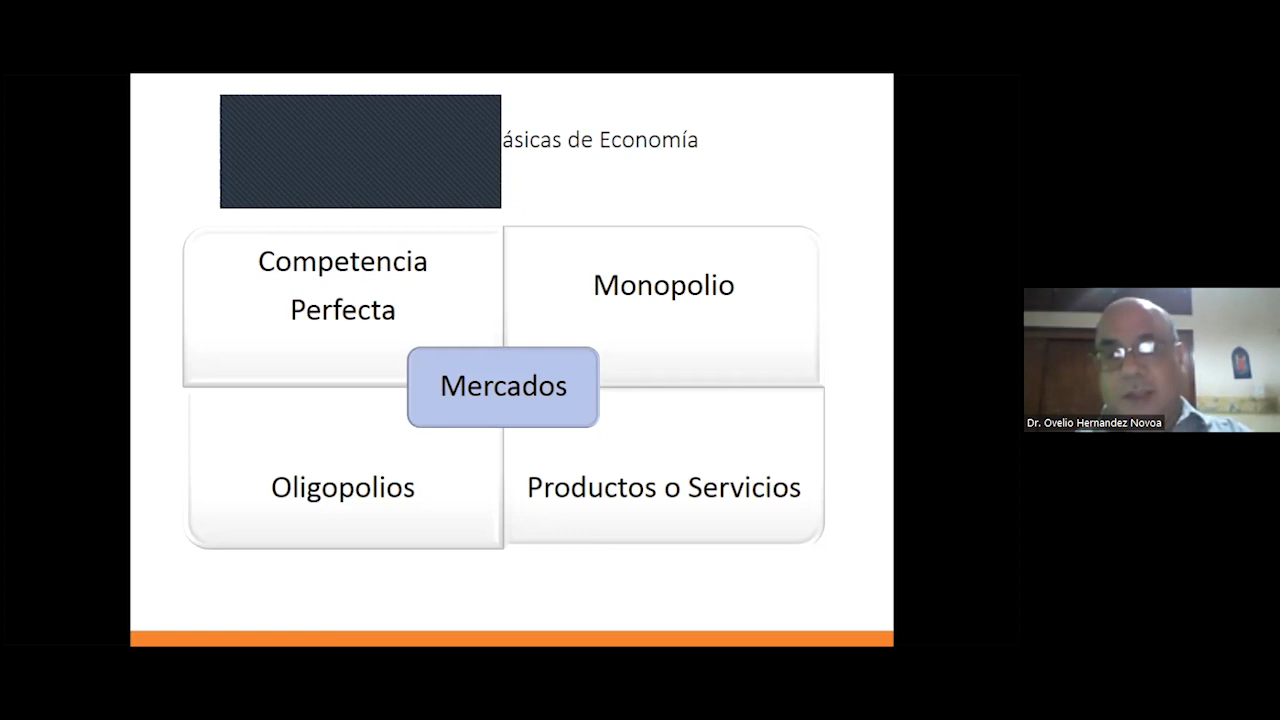 ásicas de Economía
Competencia
Perfecta
Monopolio
Mercados
Oligopolios
Productos o Servicios
Dr. Ovelio Hernandez Novoa